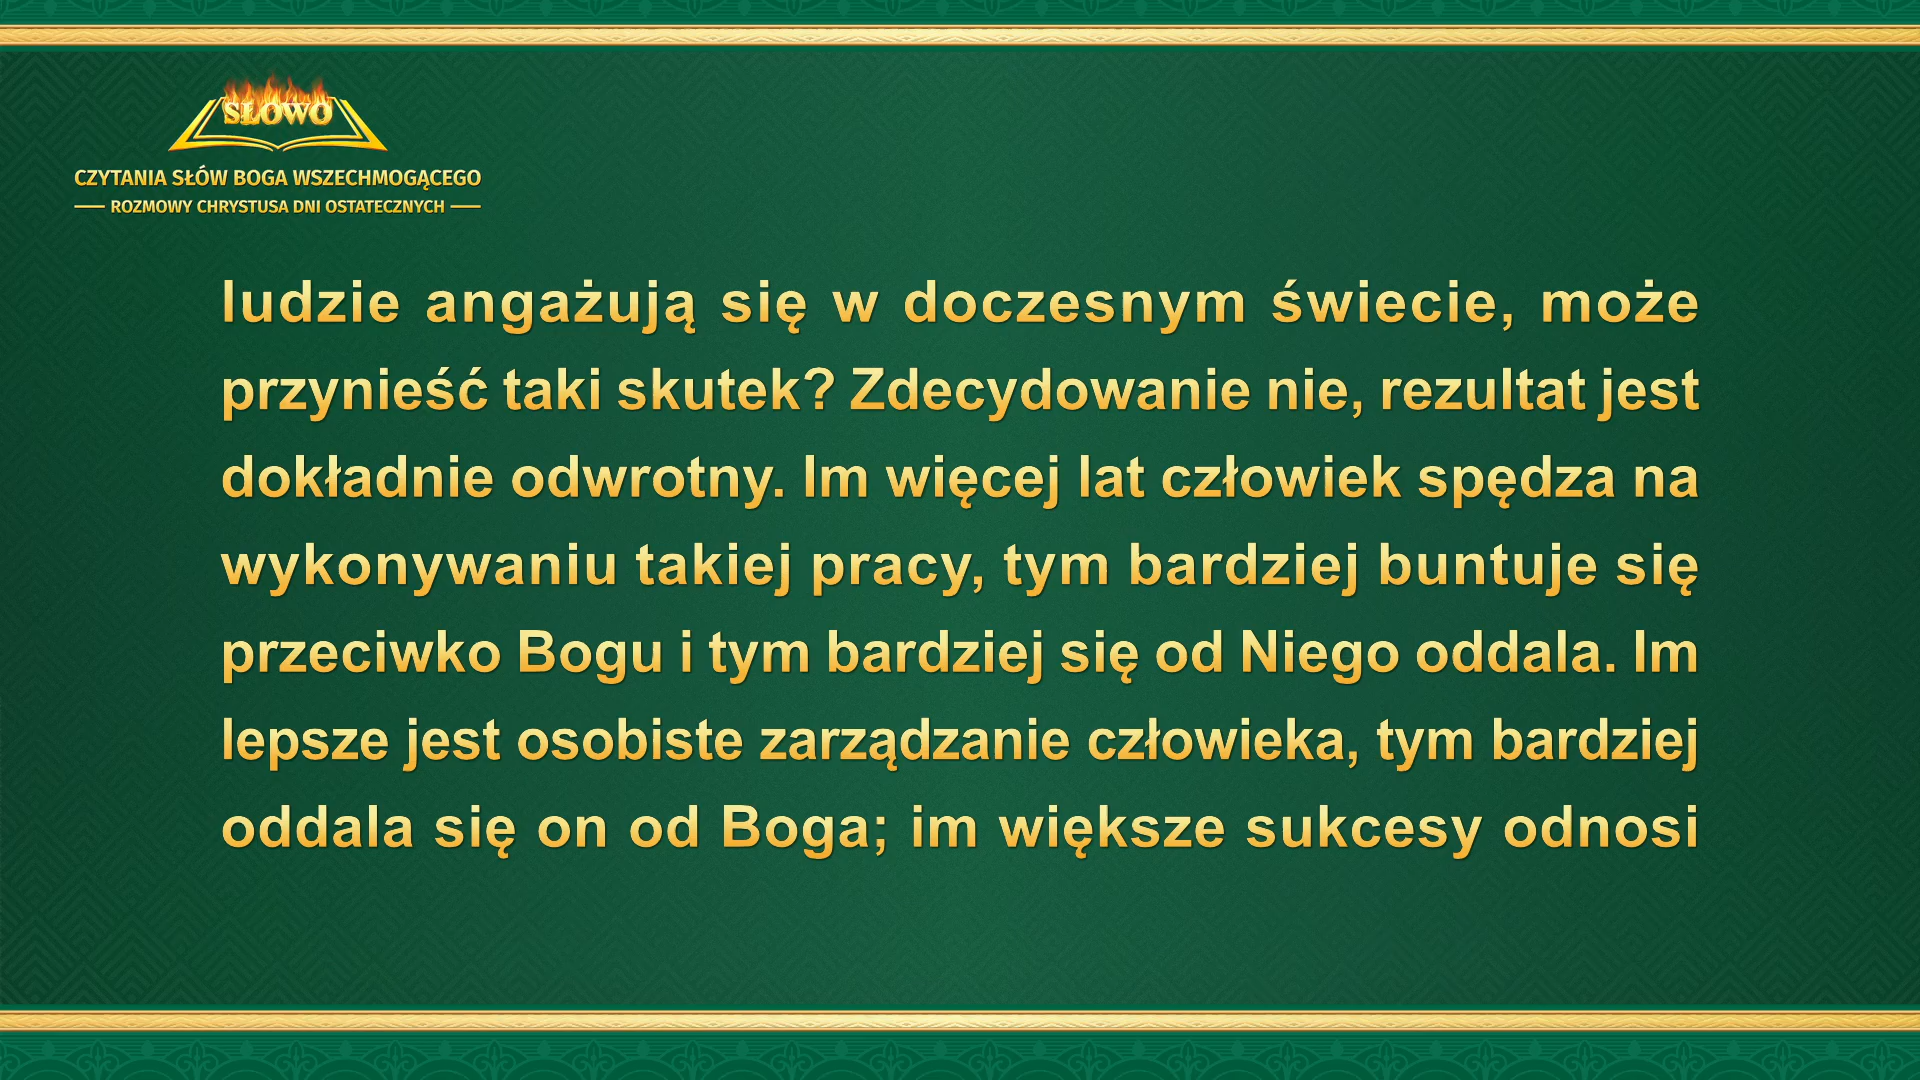 SŁOWO
CZYTANIA SŁÓW BOGA WSZECHMOGĄCEGO
ROZMOWY CHRYSTUSA DNI OSTATECZNYCH
ludzie angażują się w doczesnym świecie, może
przynieść taki skutek? Zdecydowanie nie, rezultat jest
dokładnie odwrotny. Im więcej lat człowiek spędza na
wykonywaniu takiej pracy, tym bardziej buntuje się
przeciwko Bogu i tym bardziej się od Niego oddala. Im
lepsze jest osobiste zarządzanie człowieka, tym bardziej
oddala się on od Boga; im większe sukcesy odnosi